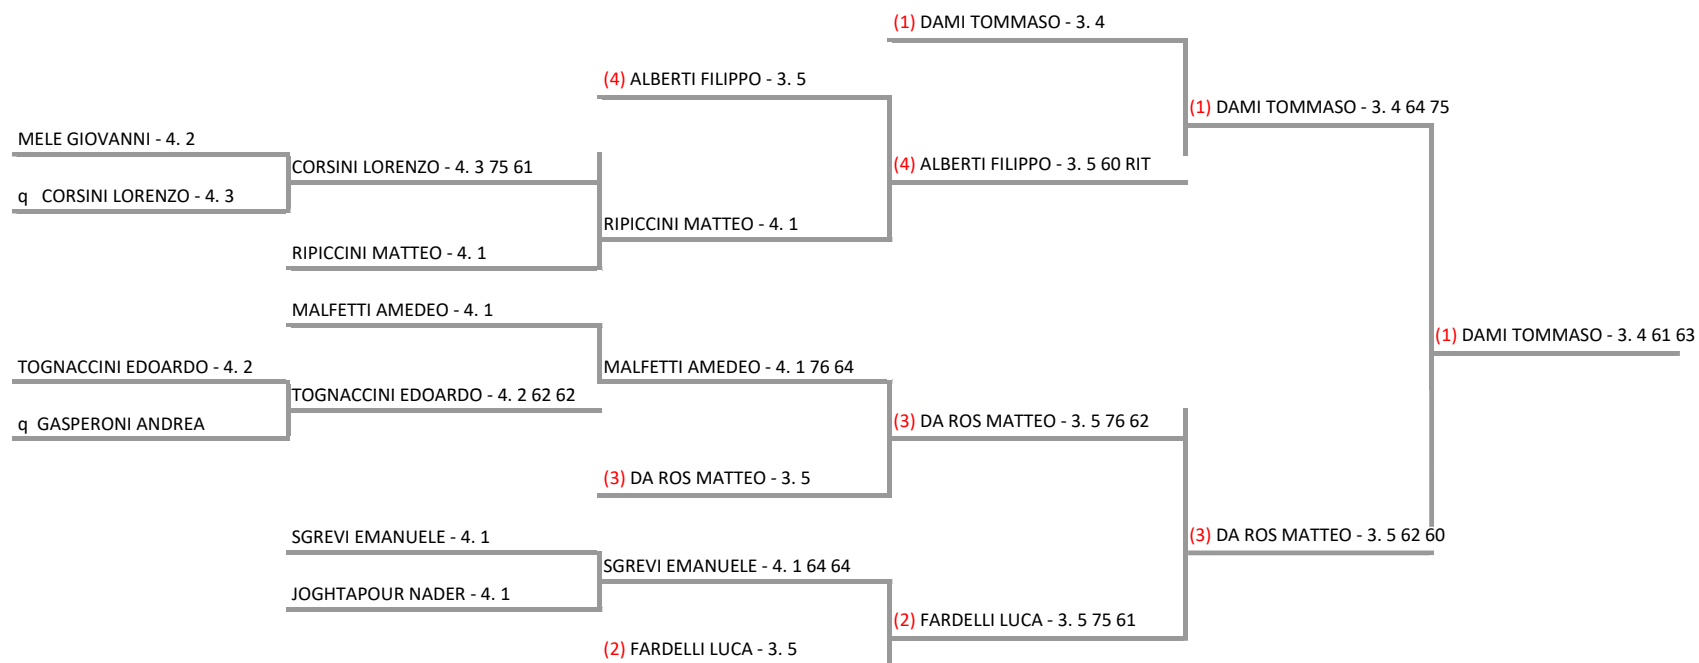 (1) DAMI TOMMASO - 3. 4
(4) ALBERTI FILIPPO - 3. 5
(1) DAMI TOMMASO - 3. 4 64 75
MELE GIOVANNI - 4. 2
CORSINI LORENZO - 4. 3 75 61
(4) ALBERTI FILIPPO - 3. 5 60 RIT
q CORSINI LORENZO - 4. 3
RIPICCINI MATTEO - 4. 1
RIPICCINI MATTEO - 4. 1
MALFETTI AMEDEO - 4. 1
(1) DAMI TOMMASO - 3. 4 61 63
TOGNACCINI EDOARDO - 4. 2
MALFETTI AMEDEO - 4. 1 76 64
TOGNACCINI EDOARDO - 4. 2 62 62
q GASPERONI ANDREA
(3) DA ROS MATTEO - 3. 5 76 62
(3) DA ROS MATTEO - 3. 5
SGREVI EMANUELE - 4. 1
(3) DA ROS MATTEO - 3. 5 62 60
SGREVI EMANUELE - 4. 1 64 64
JOGHTAPOUR NADER - 4. 1
(2) FARDELLI LUCA - 3. 5 75 61
(2) FARDELLI LUCA - 3. 5